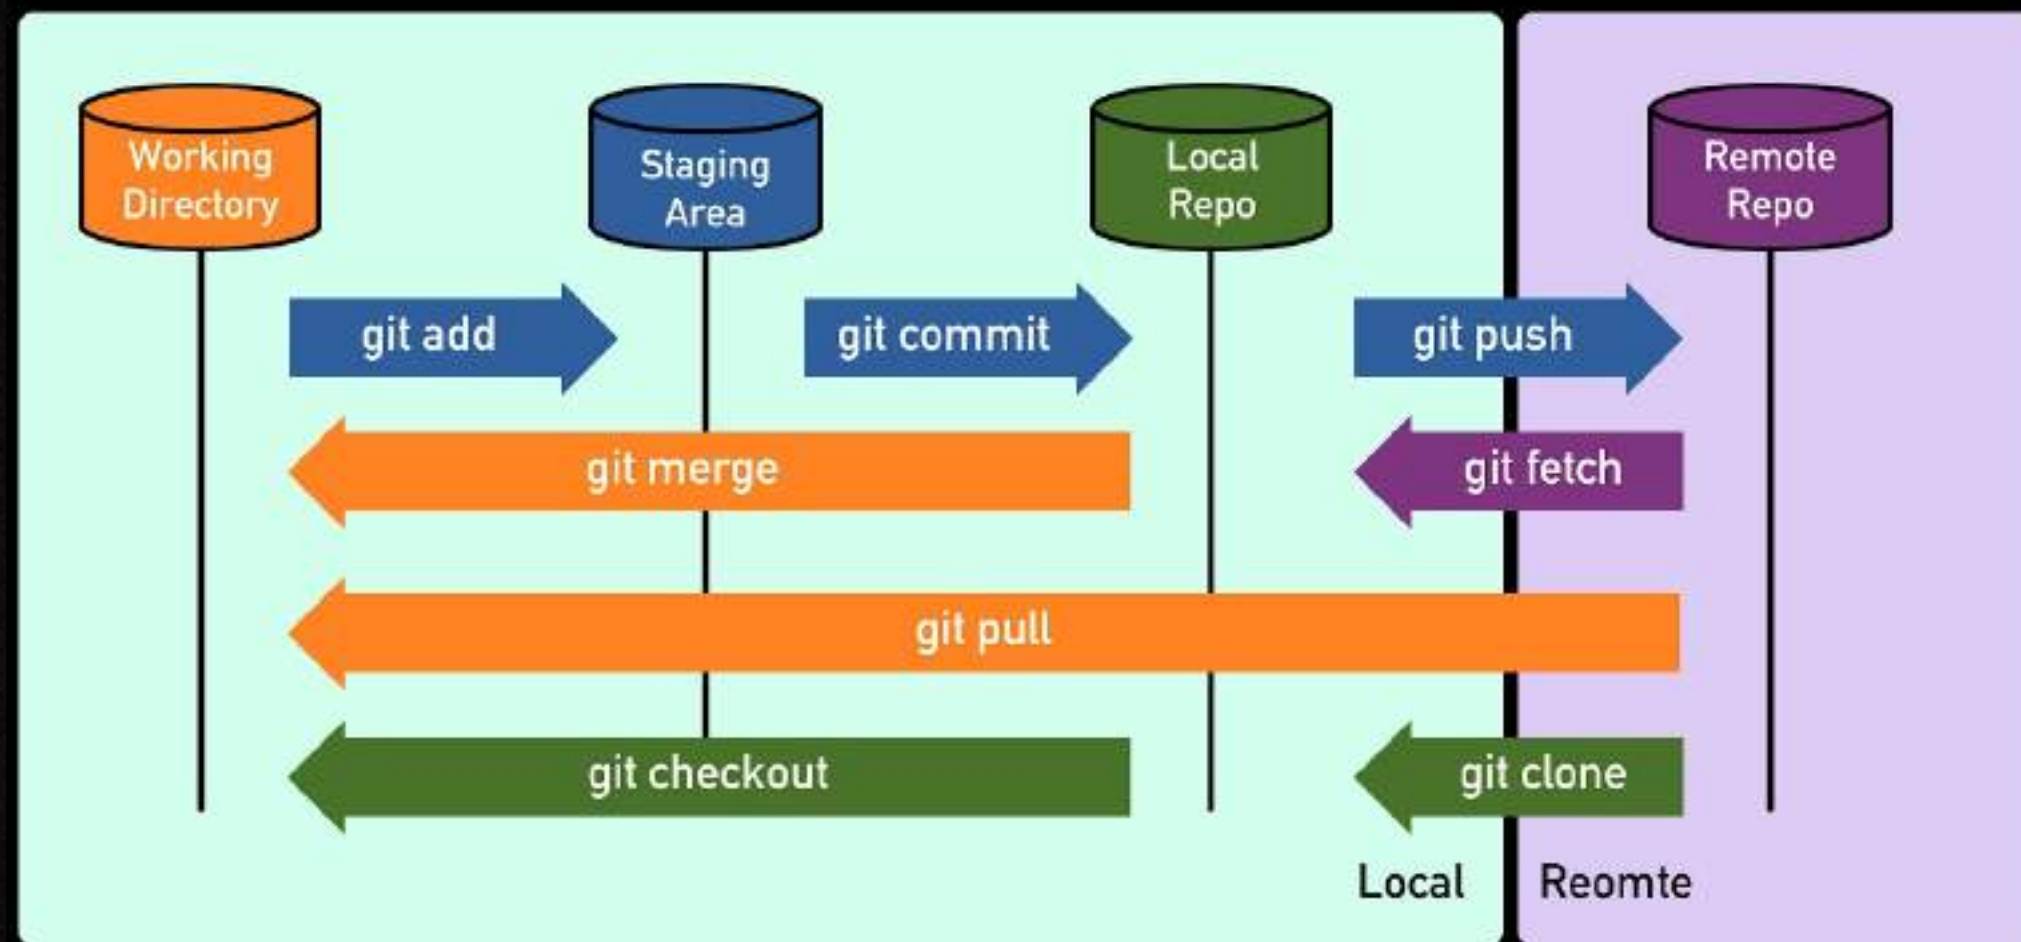 Working
Directory
Staging
Area
Local
Repo
Remote
Repo
git add
git commit
git push
git merge
git fetch
git pull
git checkout
git clone
Local
Reomte